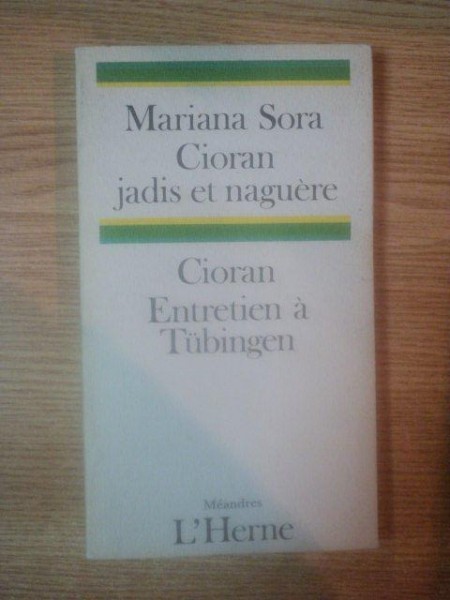 Mariana Sora
Cioran
jadis et naguère
Cioran
Entretien à
Tübingen
Méandres
L'Herne